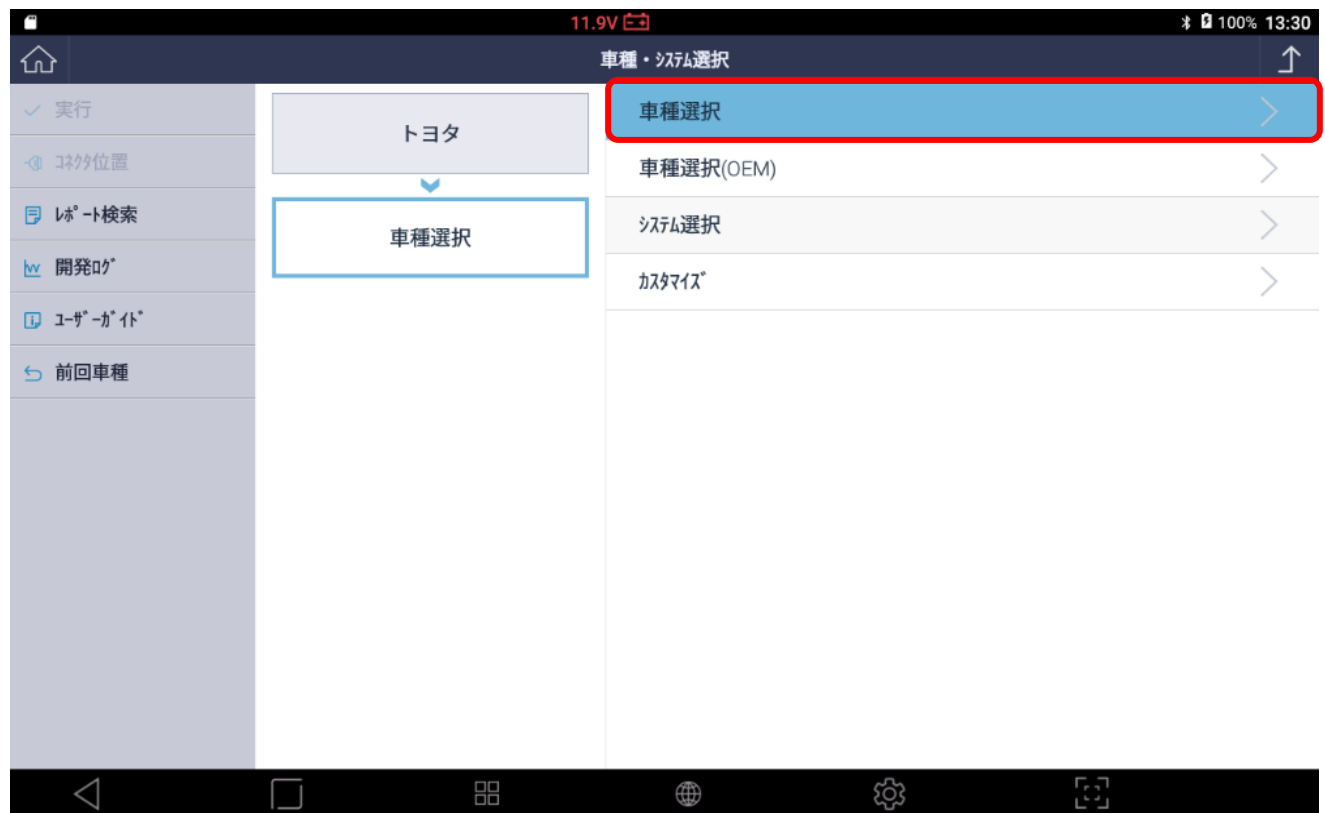 11.9V
100% 13:30
車種・ｼｽﾃﾑ選択
実行
ｺﾈｸﾀ位置
ﾚﾎﾟｰﾄ検索
開発ﾛｸﾞ
ﾕｰｻﾞｰｶﾞｲﾄﾞ
前回車種
トヨタ
車種選択
車種選択
車種選択(OEM)
ｼｽﾃﾑ選択
ｶｽﾀﾏｲｽﾞ